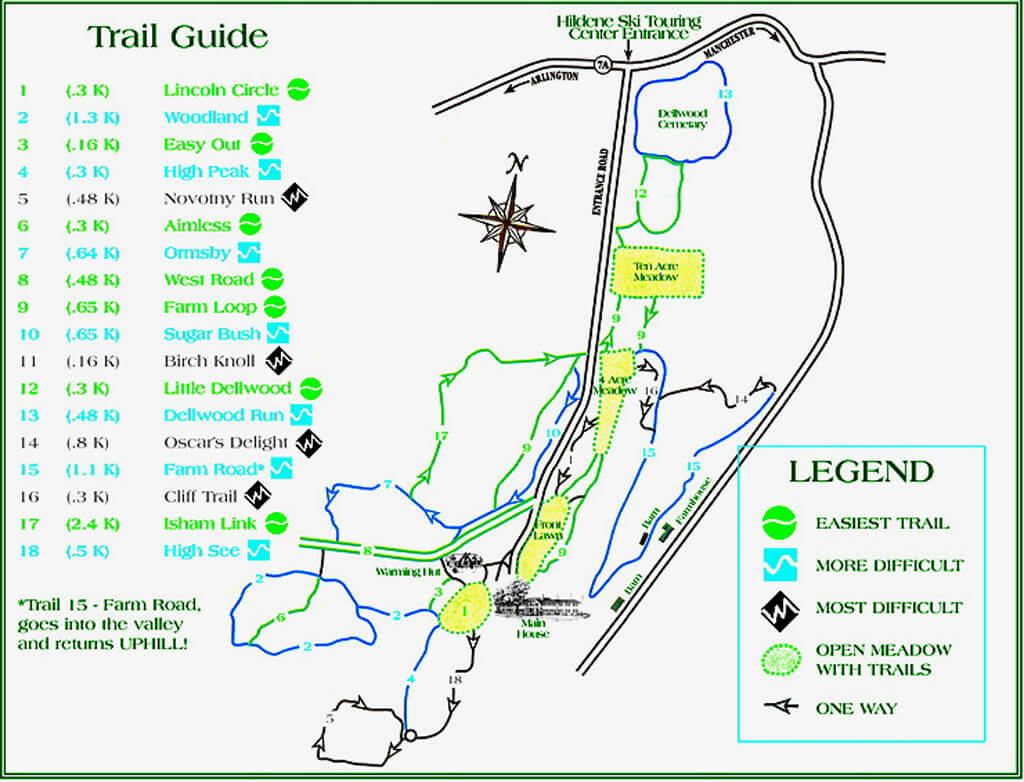 Trail Guide
1 (.3 K) Lincoln Circle
2 (1.3 K) Woodland
3 (.16 K) Easy Out
4 (.3 K) High Peak
5 (.48 K) Novotny Run
6 (.3 K) Aimless
7 (.64 K) Ormsby
8 (.48 K) West Road
9 (.65 K) Farm Loop
10 (.65 K) Sugar Bush
11 (.16 K) Birch Knoll
12 (.3 K) Little Dellwood
13 (.48 K) Dellwood Run
14 (.8 K) Oscar's Delight
15 (1.1 K) Farm Road*
16 (.3 K) Cliff Trail
17 (2.4 K) Isham Link
18 (.5 K) High See
*Trail 15 - Farm Road,
goes into the valley
and returns UPHILL!
Hildene Ski Touring
Center Entrance
7A
ARLINGTON
MANCHESTER
N
ENTRANCE ROAD
13
Dellwood
Cemetary
12
Ten Acre
Meadow
9
9
4 Acre
Meadow
16
14
17
9
10
1
15
15
7
8
Front
Lawn
9
Barn
Farmhouse
Barn
Warming Hut
3
1
Main
House
2
6
2
2
4
18
5
LEGEND
EASIEST TRAIL
MORE DIFFICULT
MOST DIFFICULT
OPEN MEADOW
WITH TRAILS
ONE WAY